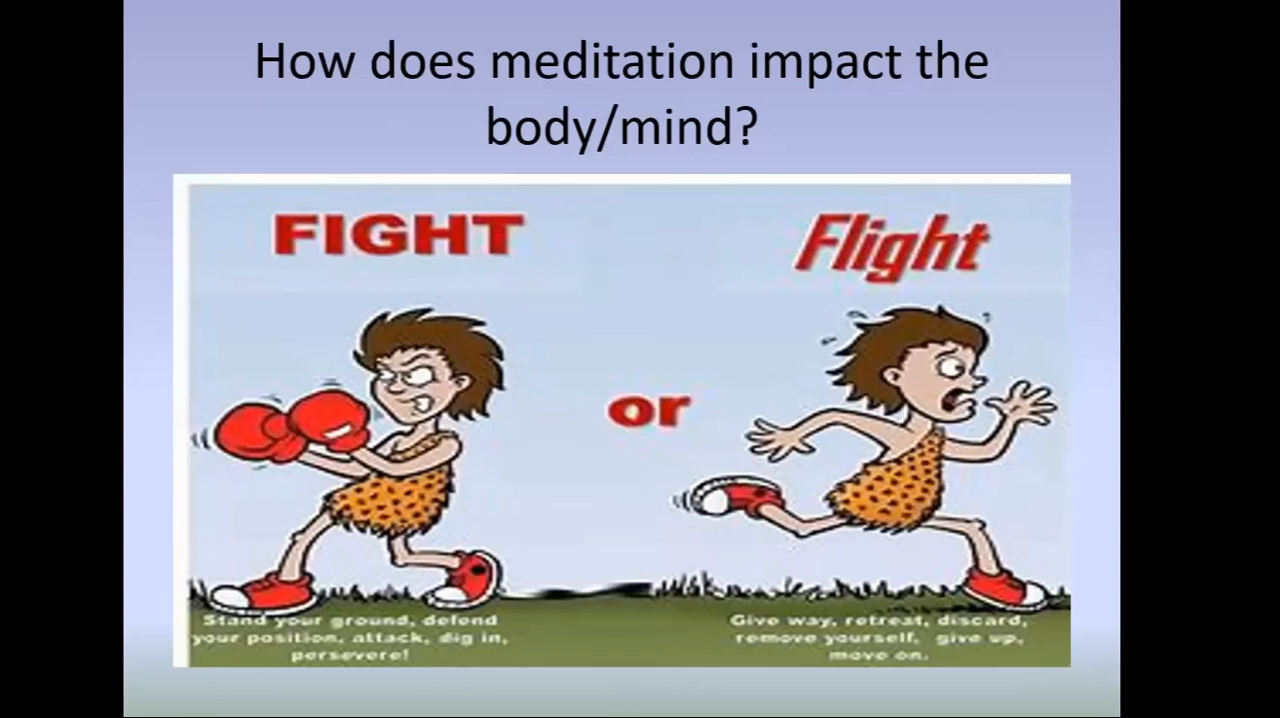 How does meditation impact the
body/mind?
FIGHT
Flight
or
Stand your ground, defend
your position, attack, dig in,
persevere!
Give way, retreat, discard,
remove yourself, give up,
move on.